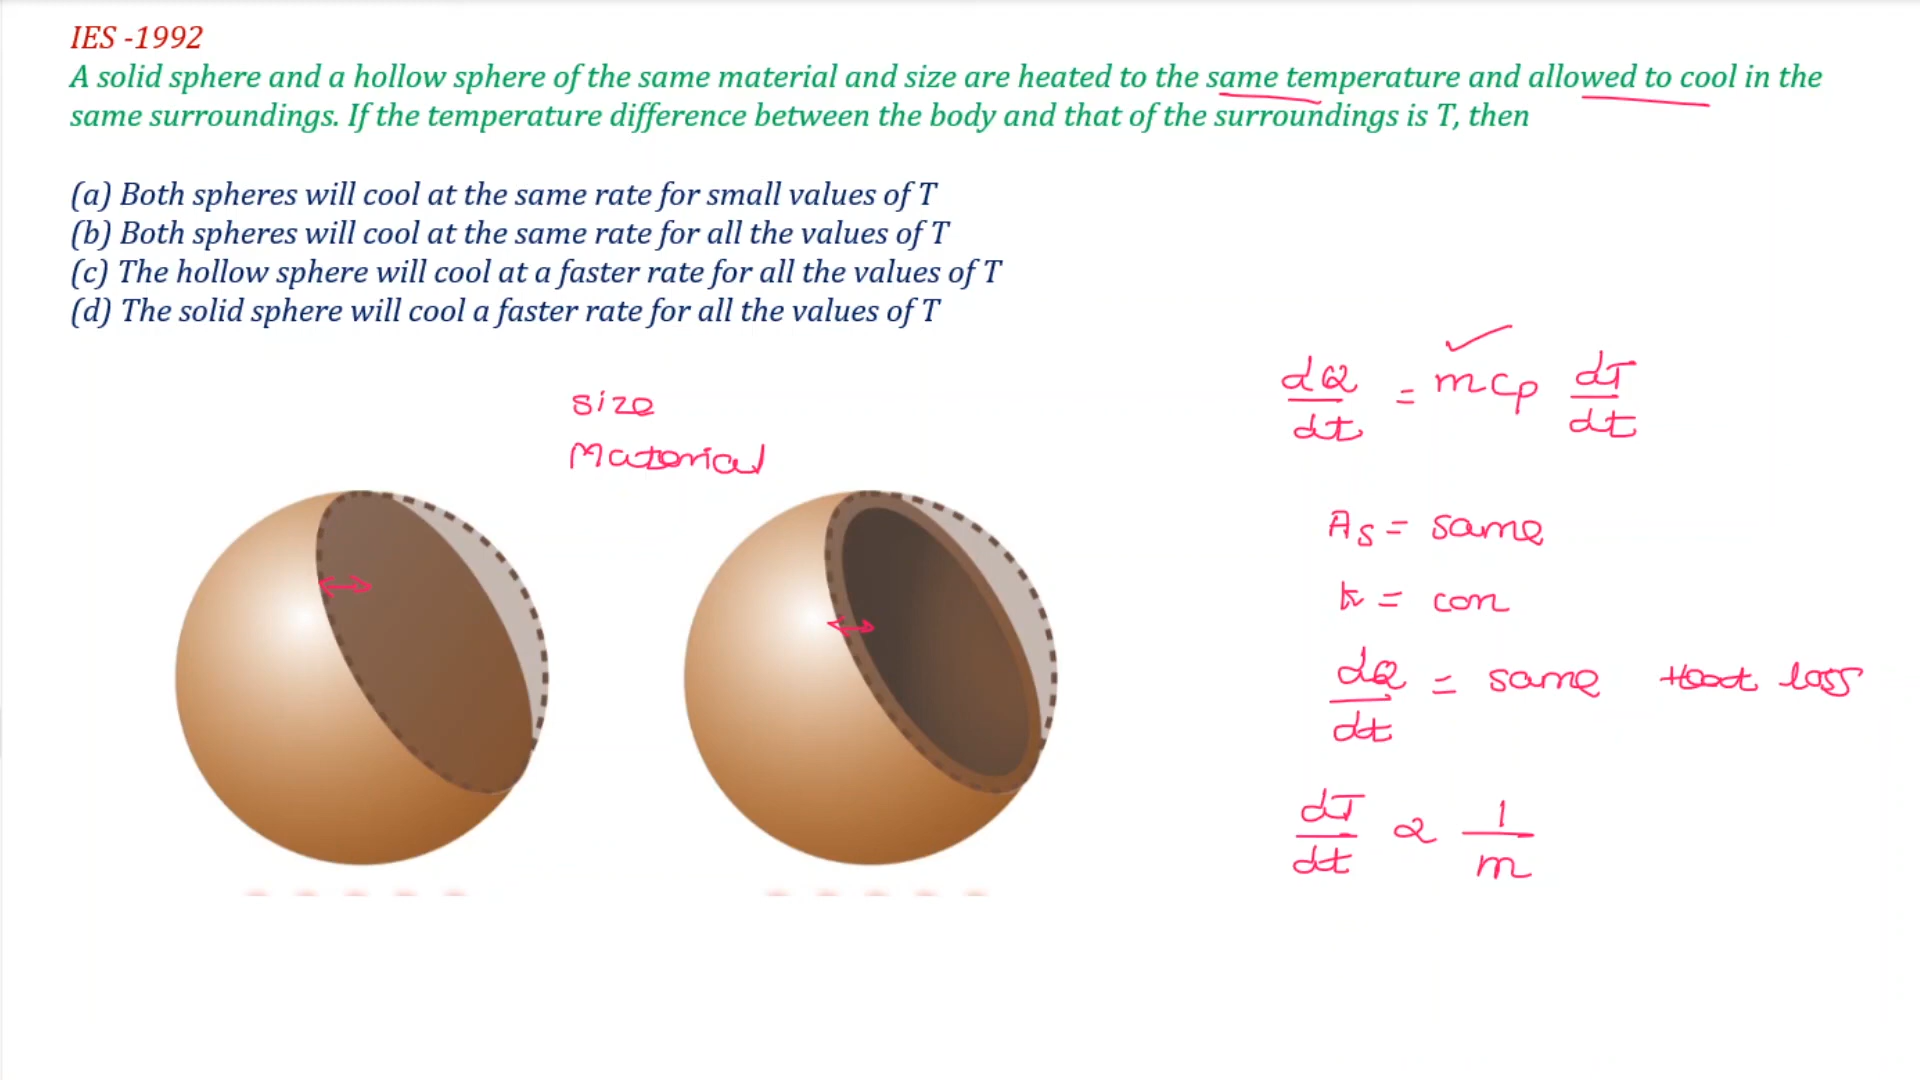 IES -1992
A solid sphere and a hollow sphere of the same material and size are heated to the same temperature and allowed to cool in the
same surroundings. If the temperature difference between the body and that of the surroundings is T, then
(a) Both spheres will cool at the same rate for small values of T
(b) Both spheres will cool at the same rate for all the values of T
(c) The hollow sphere will cool at a faster rate for all the values of T
(d) The solid sphere will cool a faster rate for all the values of T
size
Material
dQ/dt = mcp dT/dt
As = same
k = con
dQ/dt = same Heat loss
dT/dt ∝ 1/m